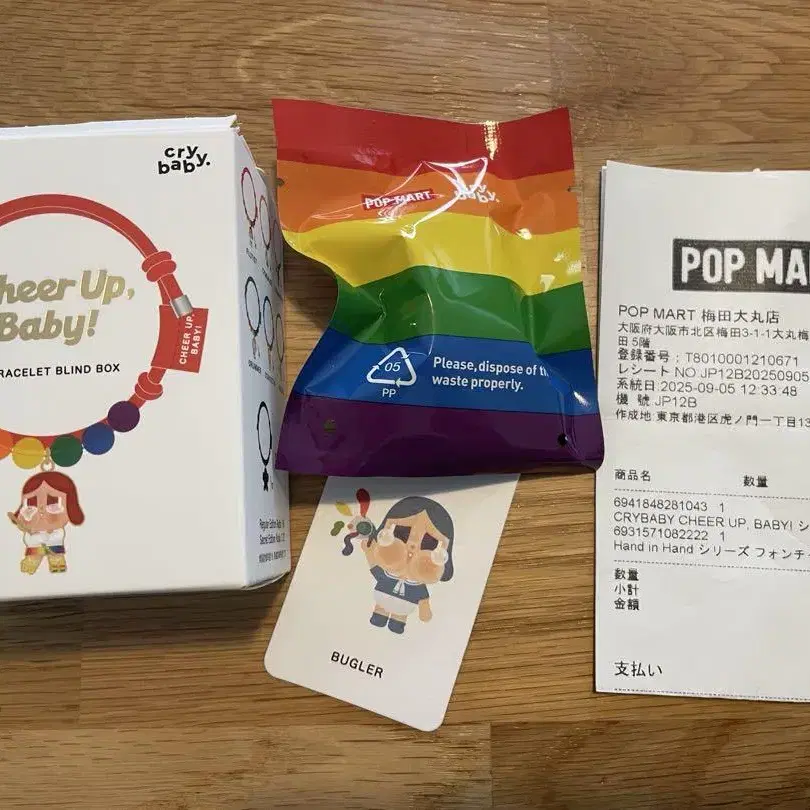 cry
baby.
Cheer Up,
Baby!
BRACELET BLIND BOX
CHEER UP,
BABY!
POP MART
cry
baby.
05
PP
Please, dispose of
waste properly.
BUGLER
POP MA
POP MART 梅田大丸店
大阪府大阪市北区梅田3-1-1大丸梅
田 5階
登録番号：T8010001210671
レシート NO.JP12B20250905
系統日:2025-09-05 12:33:48
機 號 JP12B
作成地:東京都港区虎ノ門一丁目13
商品名 数量
6941848281043 1
CRYBABY CHEER UP, BABY! シ
6931571082222 1
Hand in Hand シリーズ フォンチ
数量
小計
金額
支払い